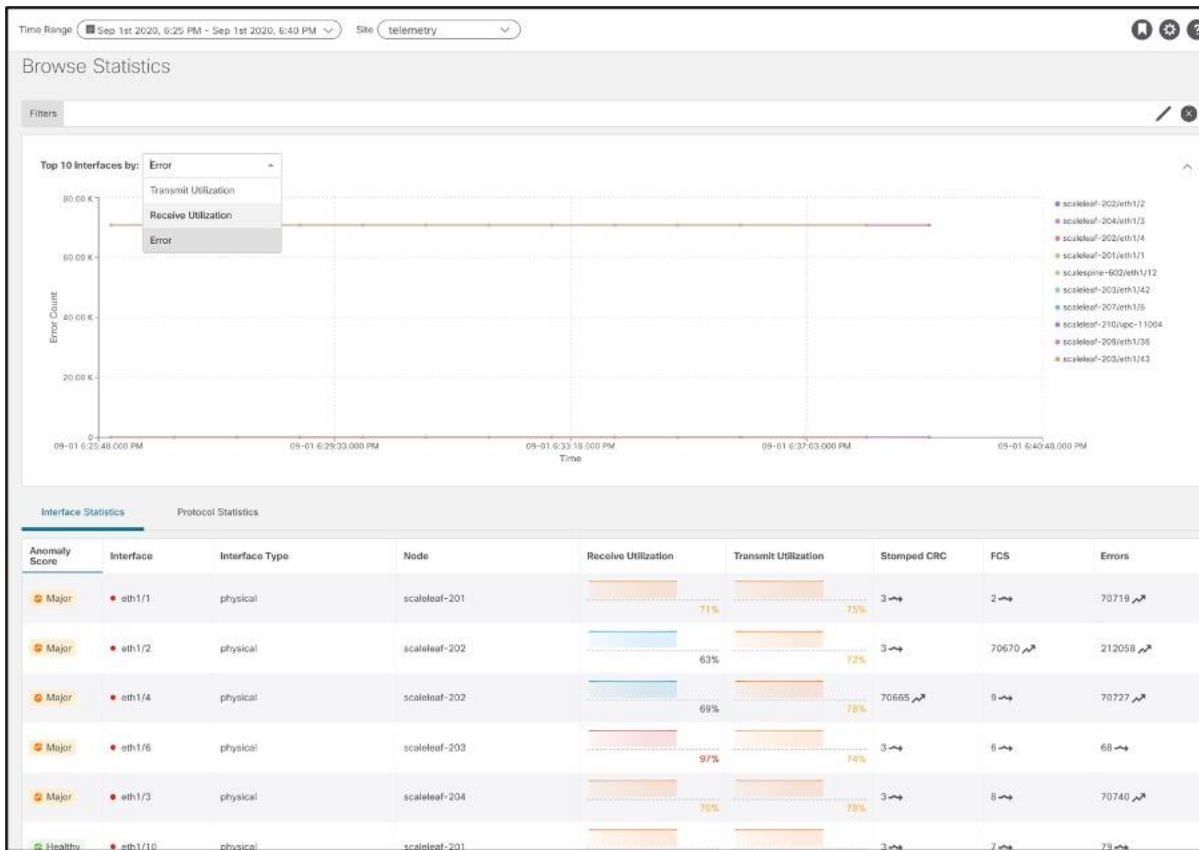 Time Range Sep 1st 2020, 6:25 PM - Sep 1st 2020, 6:40 PM Site telemetry
Browse Statistics
Filters
Top 10 Interfaces by: Error
Transmit Utilization
Receive Utilization
Error
80.00 K
60.00 K
40.00 K
20.00 K
0
Error Count
09-01 6:25:48.000 PM 09-01 6:29:33.000 PM 09-01 6:33:18.000 PM 09-01 6:37:03.000 PM 09-01 6:40:48.000 PM
Time
scaleleaf-202/eth1/2
scaleleaf-204/eth1/3
scaleleaf-202/eth1/4
scaleleaf-201/eth1/1
scalespine-602/eth1/12
scaleleaf-203/eth1/42
scaleleaf-207/eth1/6
scaleleaf-210/vpc-11004
scaleleaf-209/eth1/36
scaleleaf-203/eth1/43
Interface Statistics Protocol Statistics
Anomaly Score Interface Interface Type Node Receive Utilization Transmit Utilization Stomped CRC FCS Errors
Major eth1/1 physical scaleleaf-201 71% 75% 3 2 70719
Major eth1/2 physical scaleleaf-202 63% 72% 3 70670 212058
Major eth1/4 physical scaleleaf-202 69% 78% 70665 9 70727
Major eth1/6 physical scaleleaf-203 97% 74% 3 6 68
Major eth1/3 physical scaleleaf-204 70% 78% 3 8 70740
Healthy eth1/10 physical scaleleaf-201 3 7 79